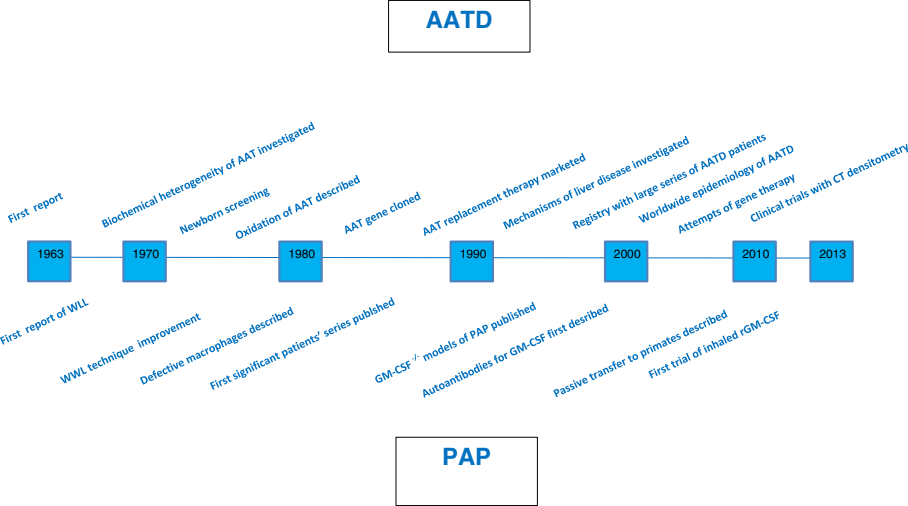 AATD
First report
Biochemical heterogeneity of AAT investigated
Newborn screening
Oxidation of AAT described
AAT gene cloned
AAT replacement therapy marketed
Mechanisms of liver disease investigated
Registry with large series of AATD patients
Worldwide epidemiology of AATD
Attempts of gene therapy
Clinical trials with CT densitometry
1963
1970
1980
1990
2000
2010
2013
First report of WLL
WWL technique improvement
Defective macrophages described
First significant patients' series publshed
GM-CSF -/- models of PAP published
Autoantibodies for GM-CSF first desribed
Passive transfer to primates described
First trial of inhaled rGM-CSF
PAP